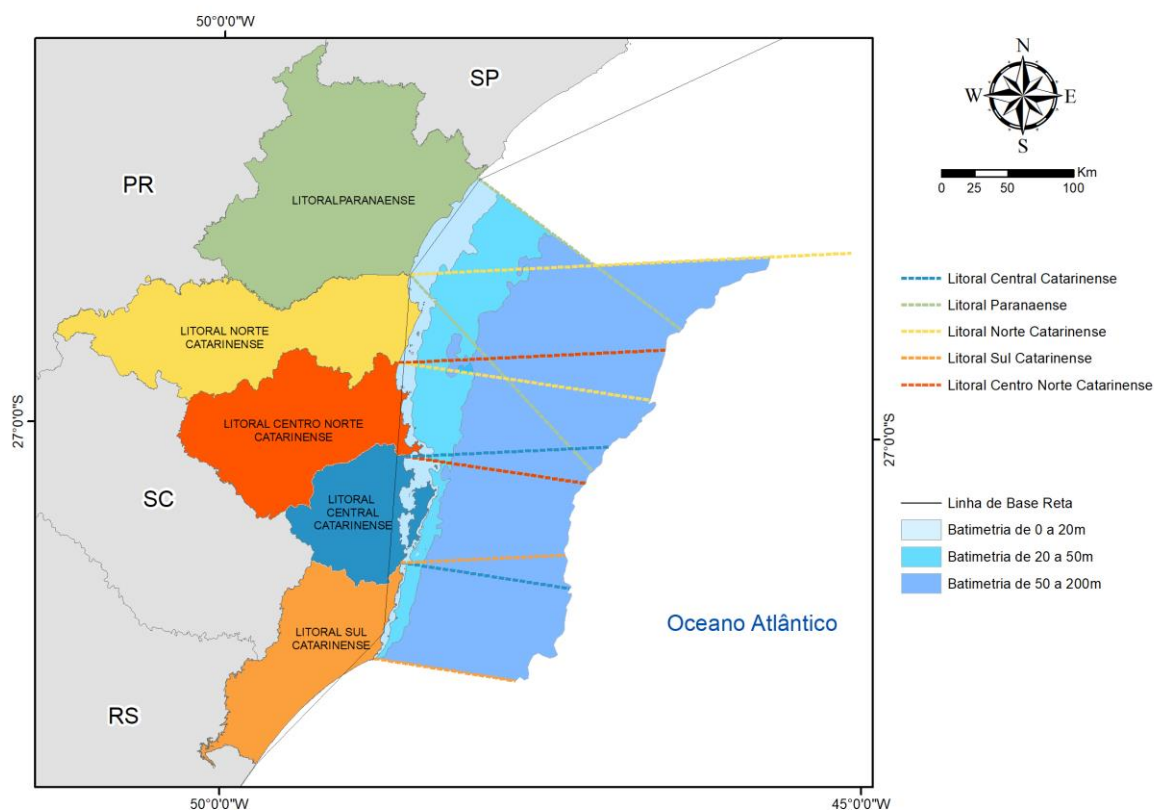 50°0'0"W
SP
PR
LITORALPARANAENSE
LITORAL NORTE
CATARINENSE
LITORAL CENTRO NORTE
CATARINENSE
27°0'0"S
27°0'0"S
SC
LITORAL
CENTRAL
CATARINENSE
LITORAL SUL
CATARINENSE
Oceano Atlântico
RS
50°0'0"W
45°0'0"W
N
W
E
S
Km
0 25 50 100
Litoral Central Catarinense
Litoral Paranaense
Litoral Norte Catarinense
Litoral Sul Catarinense
Litoral Centro Norte Catarinense
Linha de Base Reta
Batimetria de 0 a 20m
Batimetria de 20 a 50m
Batimetria de 50 a 200m